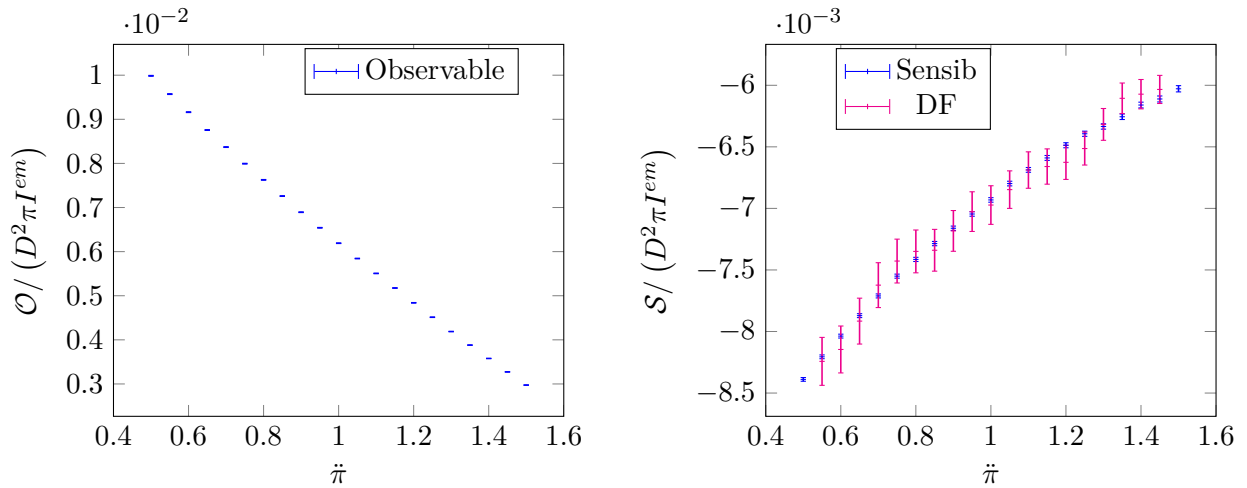 ·10⁻²
Observable
1
0.9
0.8
0.7
0.6
0.5
0.4
0.3
0.4 0.6 0.8 1 1.2 1.4 1.6
π̈
𝒪/ (D²πI^{em})
·10⁻³
Sensib
DF
−6
−6.5
−7
−7.5
−8
−8.5
0.4 0.6 0.8 1 1.2 1.4 1.6
π̈
𝒮/ (D²πI^{em})